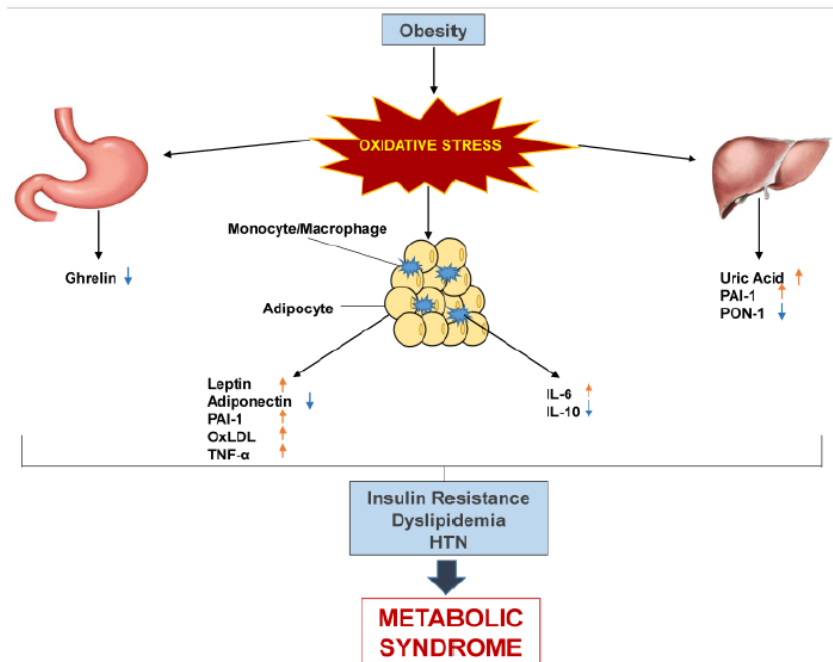 Obesity
OXIDATIVE STRESS
Monocyte/Macrophage
Ghrelin ↓
Adipocyte
Uric Acid ↑
PAI-1 ↑
PON-1 ↓
Leptin ↑
Adiponectin ↓
PAI-1 ↑
OxLDL ↑
TNF-α ↑
IL-6 ↑
IL-10 ↓
Insulin Resistance
Dyslipidemia
HTN
METABOLIC
SYNDROME